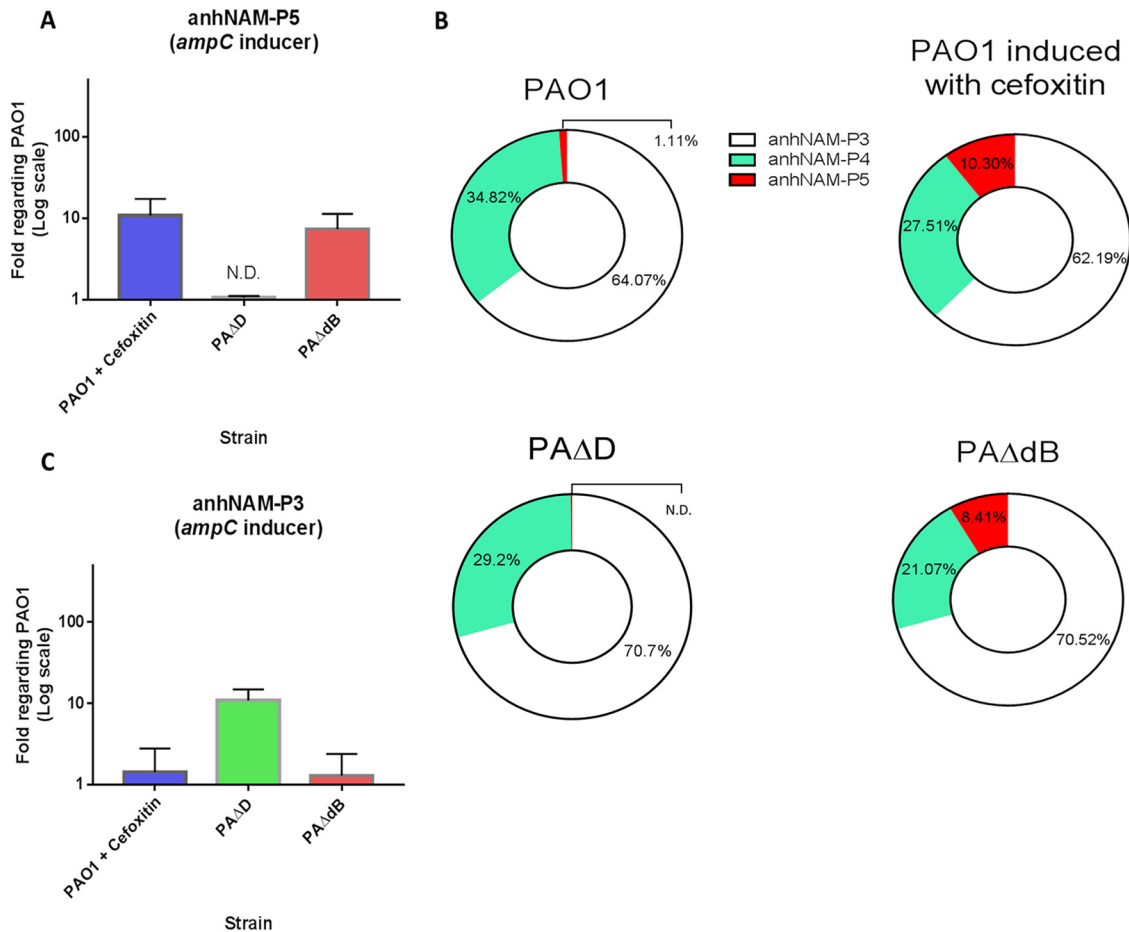 A
anhNAM-P5
(ampC inducer)
Fold regarding PAO1
(Log scale)
100
10
1
N.D.
PAO1 + Cefoxitin
PAΔD
PAΔdB
Strain
B
PAO1
1.11%
34.82%
64.07%
anhNAM-P3
anhNAM-P4
anhNAM-P5
PAO1 induced
with cefoxitin
10.30%
27.51%
62.19%
C
anhNAM-P3
(ampC inducer)
Fold regarding PAO1
(Log scale)
100
10
1
PAO1 + Cefoxitin
PAΔD
PAΔdB
Strain
PAΔD
N.D.
29.2%
70.7%
PAΔdB
8.41%
21.07%
70.52%